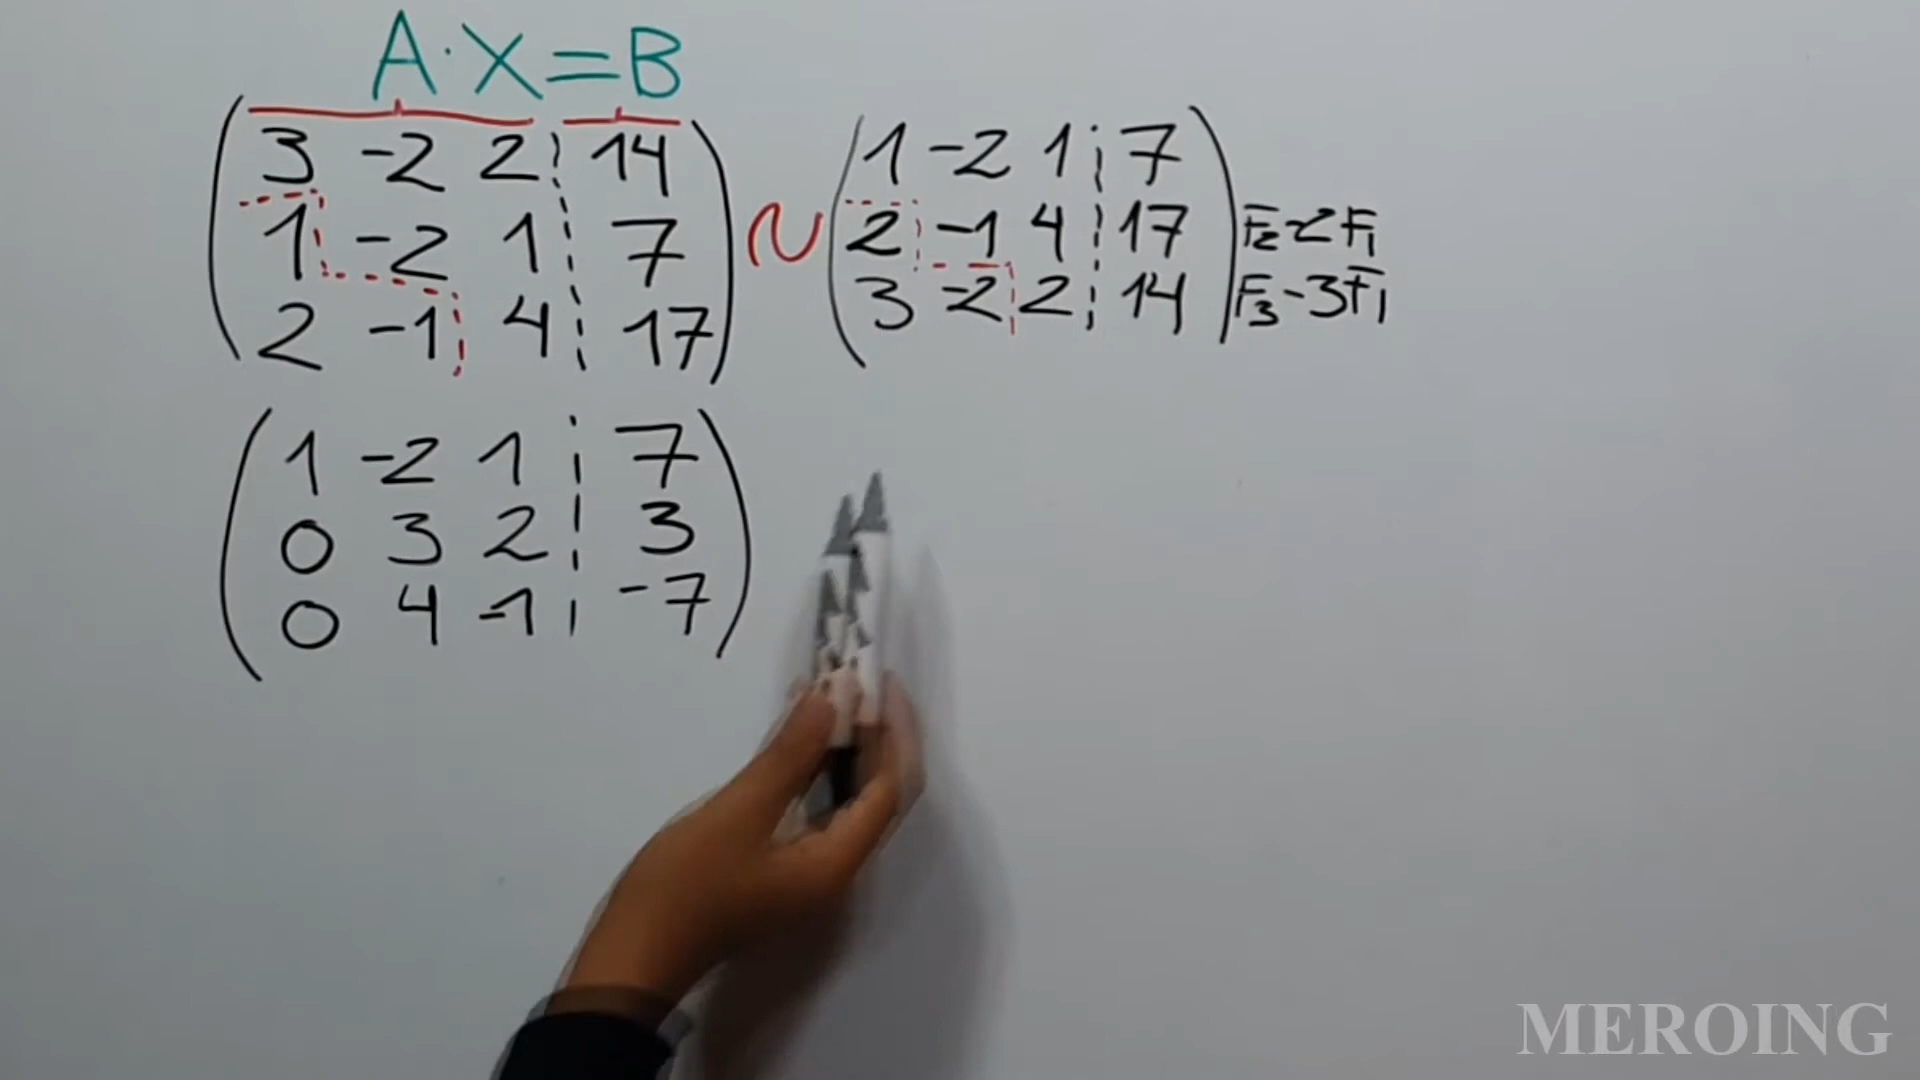 A·X=B
3 -2 2 ¦ 14
1 -2 1 ¦ 7
2 -1 4 ¦ 17
~
1 -2 1 ¦ 7
2 -1 4 ¦ 17 F₂-2F₁
3 -2 2 ¦ 14 F₃-3F₁
1 -2 1 ¦ 7
0 3 2 ¦ 3
0 4 -1 ¦ -7
MEROING